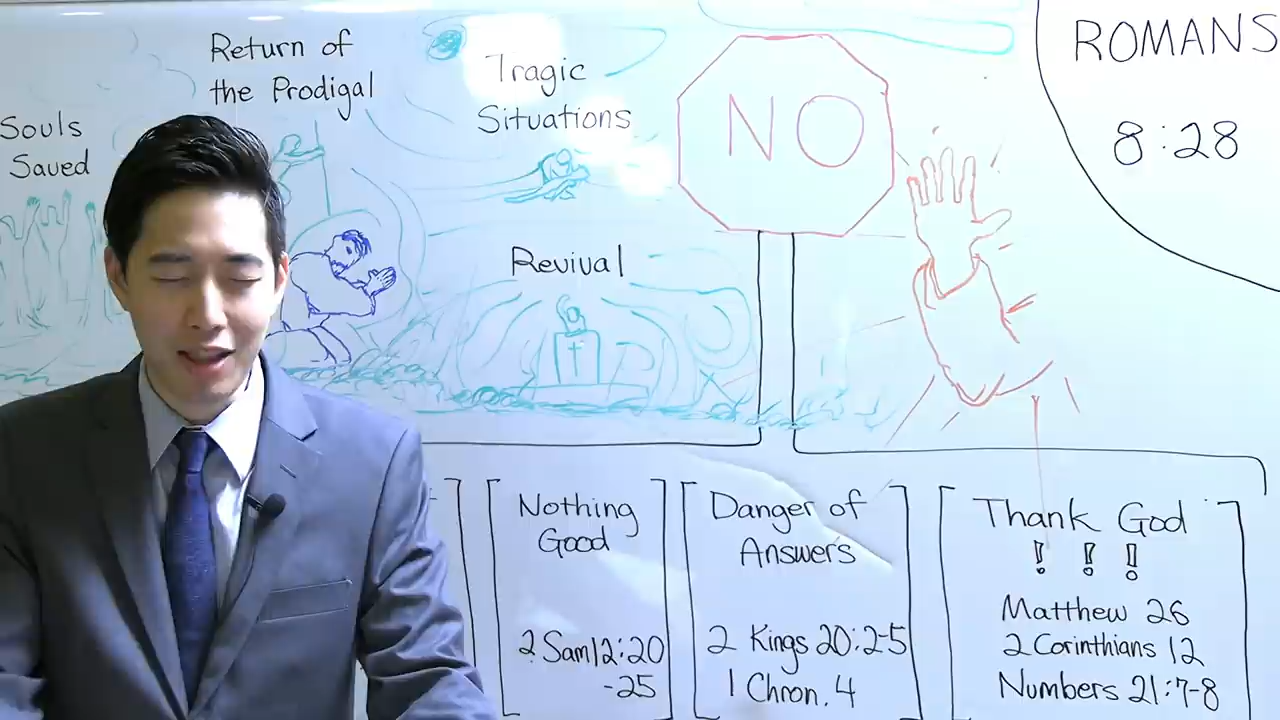 Souls
Saved
Return of
the Prodigal
Tragic
Situations
Revival
NO
ROMANS
8:28
Nothing
Good
2 Sam 12:20
-25
Danger of
Answers
2 Kings 20:2-5
1 Chron. 4
Thank God
! ! !
Matthew 26
2 Corinthians 12
Numbers 21:7-8